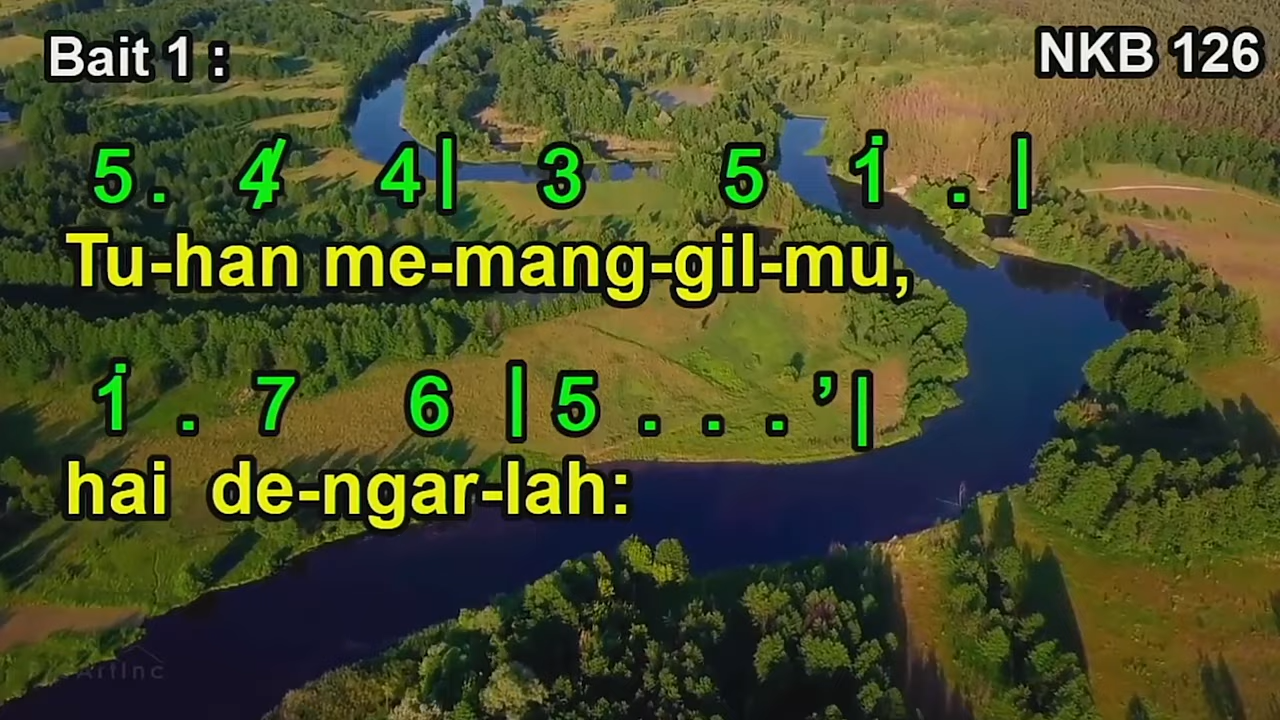 Bait 1 : NKB 126
5 . 4̸ 4 | 3 5 1̇ . |
Tu-han me-mang-gil-mu,
1̇ . 7 6 | 5 . . . ’ |
hai de-ngar-lah: